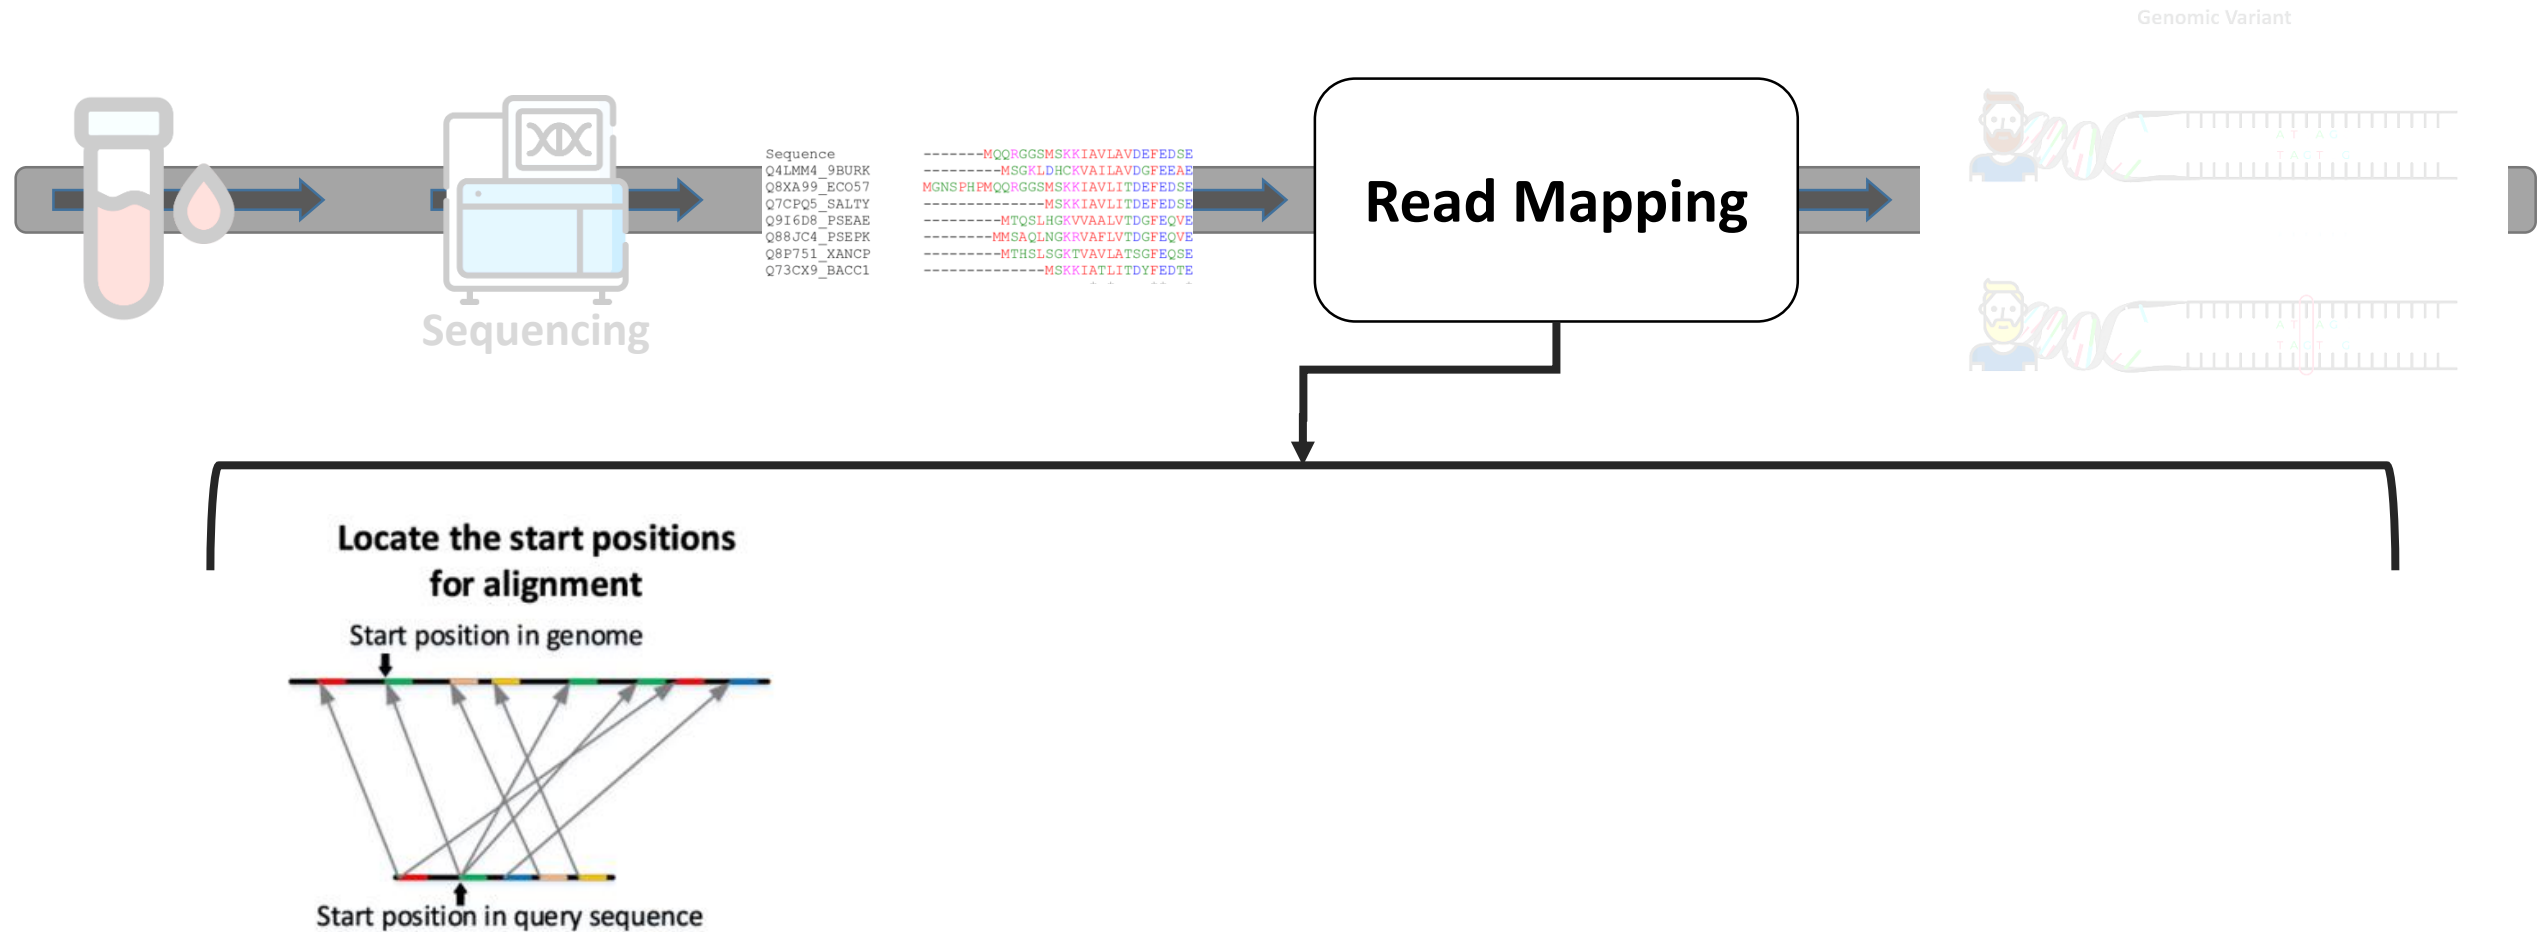 Genomic Variant
Sequence -------MQQRGGSMSKKIAVLAVDEFEDSE
Q4LMM4_9BURK ---------MSGKLDHCKVAILAVDGFEEAE
Q8XA99_ECO57 MGNSPHPMQQRGGSMSKKIAVLITDEFEDSE
Q7CPQ5_SALTY --------------MSKKIAVLITDEFEDSE
Q9I6D8_PSEAE ---------MTQSLHGKVVAALVTDGFEQVE
Q88JC4_PSEPK --------MMSAQLNGKRVAFLVTDGFEQVE
Q8P751_XANCP ---------MTHSLSGKTVAVLATSGFEQSE
Q73CX9_BACC1 --------------MSKKIATLITDYFEDTE
Read Mapping
Sequencing
Locate the start positions
for alignment
Start position in genome
Start position in query sequence